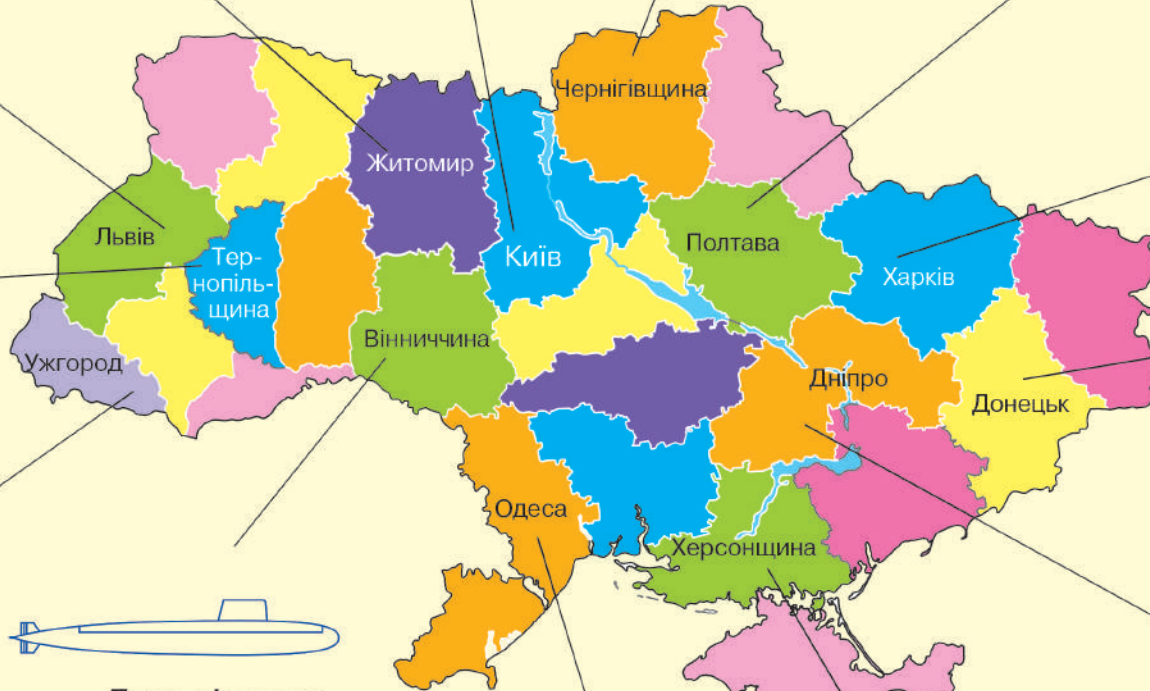 Чернігівщина
Житомир
Львів
Полтава
Київ
Тер-
нопіль-
щина
Харків
Вінниччина
Ужгород
Дніпро
Донецьк
Одеса
Херсонщина